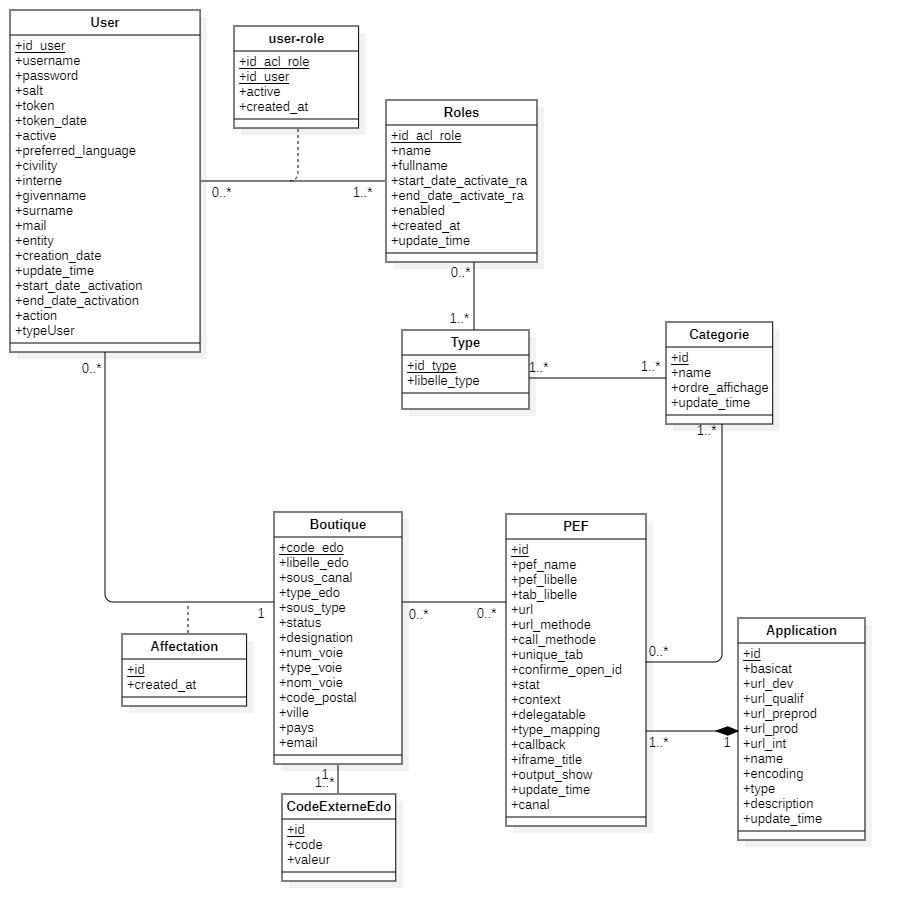 User
+id_user
+username
+password
+salt
+token
+token_date
+active
+preferred_language
+civility
+interne
+givenname
+surname
+mail
+entity
+creation_date
+update_time
+start_date_activation
+end_date_activation
+action
+typeUser
user-role
+id_acl_role
+id_user
+active
+created_at
Roles
+id_acl_role
+name
+fullname
+start_date_activate_ra
+end_date_activate_ra
+enabled
+created_at
+update_time
0..*
1..*
0..*
1..*
Type
+id_type
+libelle_type
1..*
1..*
Categorie
+id
+name
+ordre_affichage
+update_time
1..*
0..*
Boutique
+code_edo
+libelle_edo
+sous_canal
+type_edo
+sous_type
+status
+designation
+num_voie
+type_voie
+nom_voie
+code_postal
+ville
+pays
+email
1
0..*
0..*
Affectation
+id
+created_at
PEF
+id
+pef_name
+pef_libelle
+tab_libelle
+url
+url_methode
+call_methode
+unique_tab
+confirme_open_id
+stat
+context
+delegatable
+type_mapping
+callback
+iframe_title
+output_show
+update_time
+canal
0..*
1..*
1
Application
+id
+basicat
+url_dev
+url_qualif
+url_preprod
+url_prod
+url_int
+name
+encoding
+type
+description
+update_time
1
1..*
CodeExterneEdo
+id
+code
+valeur